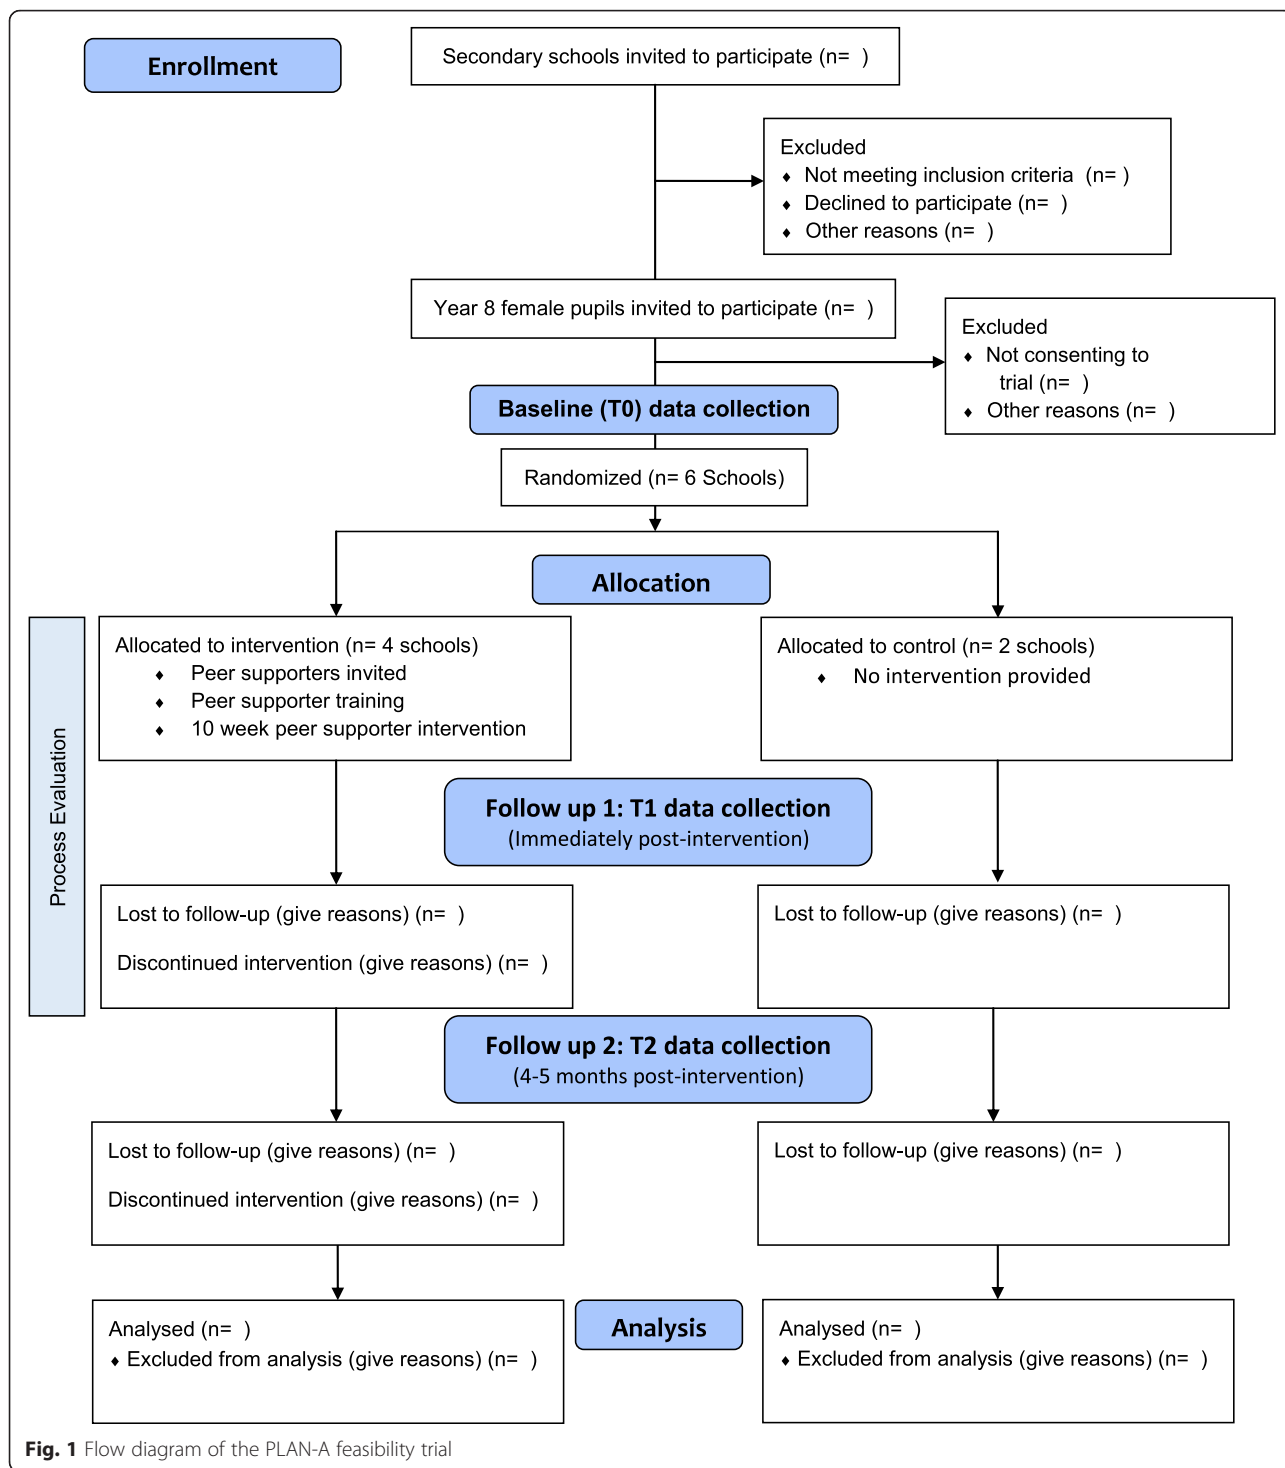 Enrollment
Secondary schools invited to participate (n=  )
Excluded
♦ Not meeting inclusion criteria  (n= )
♦ Declined to participate (n=  )
♦ Other reasons (n=  )
Year 8 female pupils invited to participate (n=  )
Excluded
♦ Not consenting to
trial (n=  )
♦ Other reasons (n=  )
Baseline (T0) data collection
Randomized (n= 6 Schools)
Allocation
Process Evaluation
Allocated to intervention (n= 4 schools)
♦ Peer supporters invited
♦ Peer supporter training
♦ 10 week peer supporter intervention
Allocated to control (n= 2 schools)
♦ No intervention provided
Follow up 1: T1 data collection
(Immediately post-intervention)
Lost to follow-up (give reasons) (n=  )
Discontinued intervention (give reasons) (n=  )
Lost to follow-up (give reasons) (n=  )
Follow up 2: T2 data collection
(4-5 months post-intervention)
Lost to follow-up (give reasons) (n=  )
Discontinued intervention (give reasons) (n=  )
Lost to follow-up (give reasons) (n=  )
Analysis
Analysed (n=  )
♦ Excluded from analysis (give reasons) (n=  )
Analysed (n=  )
♦ Excluded from analysis (give reasons) (n=  )
Fig. 1 Flow diagram of the PLAN-A feasibility trial